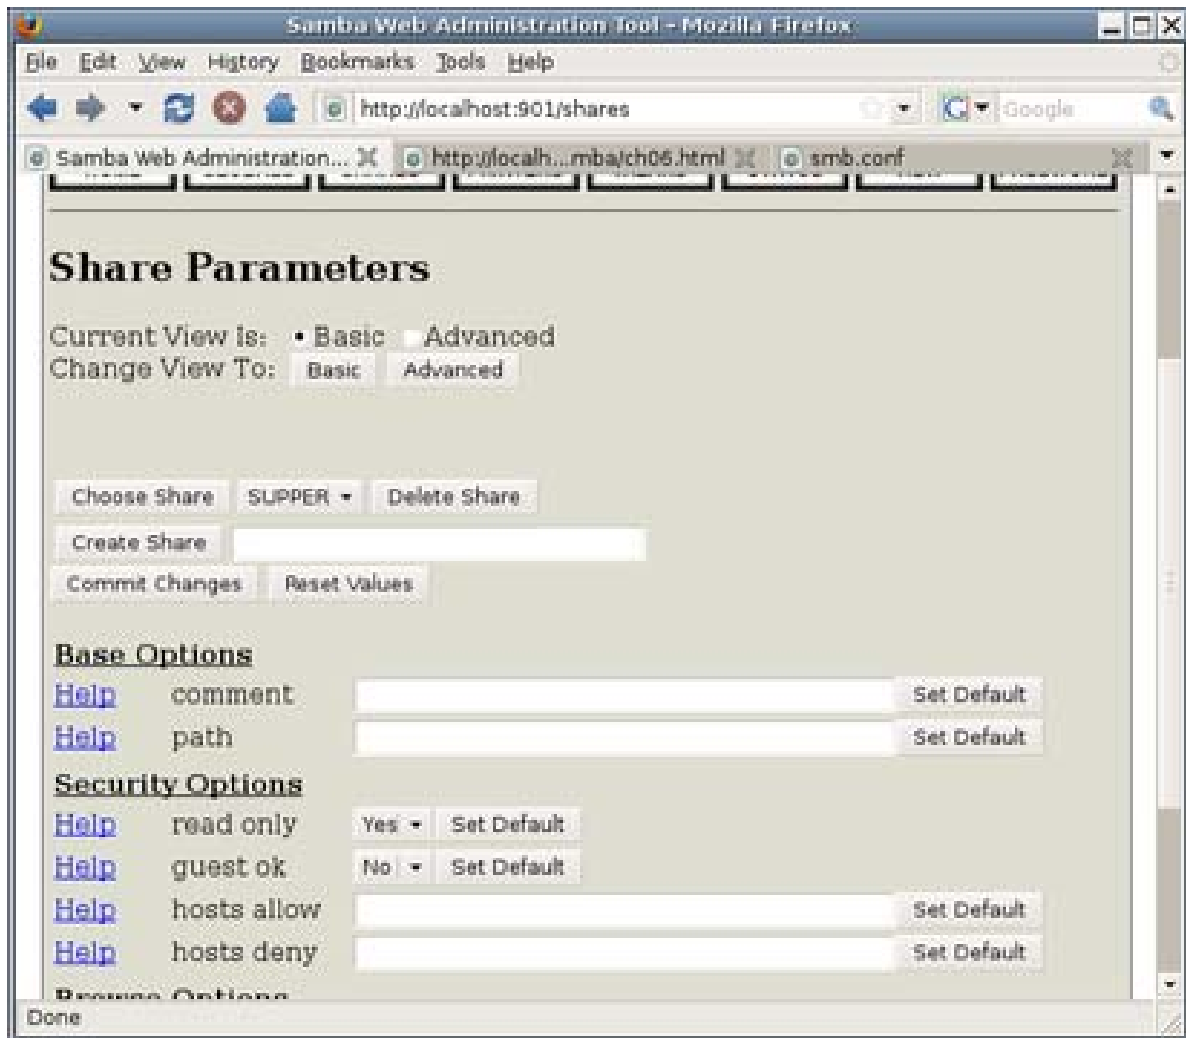 Samba Web Administration Tool - Mozilla Firefox
File Edit View History Bookmarks Tools Help
http://localhost:901/shares
Google
Samba Web Administration...
http://localh...mba/ch06.html
smb.conf
Share Parameters
Current View Is: Basic Advanced
Change View To: Basic Advanced
Choose Share SUPPER Delete Share
Create Share
Commit Changes Reset Values
Base Options
Help comment Set Default
Help path Set Default
Security Options
Help read only Yes Set Default
Help guest ok No Set Default
Help hosts allow Set Default
Help hosts deny Set Default
Browse Options
Done